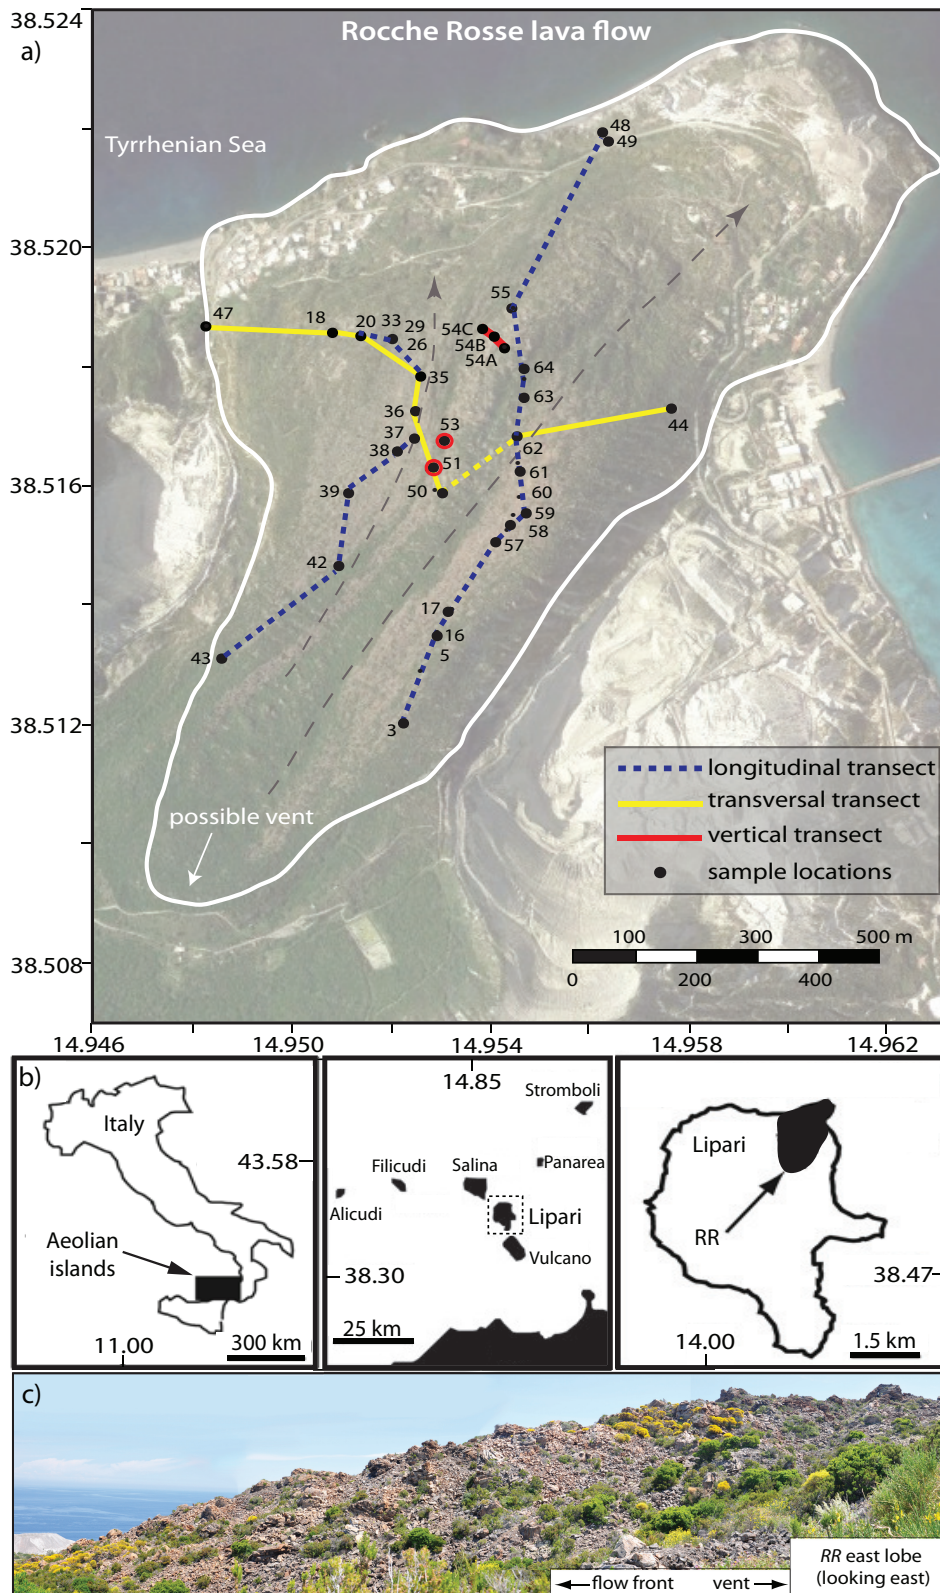 38.524
a)
Rocche Rosse lava flow
Tyrrhenian Sea
48
49
38.520
47
18
20
33
29
26
35
55
54C
54B
54A
64
63
36
37
38
53
51
44
62
38.516
39
50
61
60
59
58
57
42
17
16
5
43
3
38.512
possible vent
longitudinal transect
transversal transect
vertical transect
sample locations
100
300
500 m
0
200
400
38.508
14.946
14.950
14.954
14.958
14.962
b)
Italy
43.58
Aeolian
islands
11.00
300 km
14.85
Stromboli
Filicudi
Salina
Panarea
Alicudi
Lipari
Vulcano
38.30
25 km
Lipari
RR
38.47
14.00
1.5 km
c)
RR east lobe
(looking east)
flow front
vent